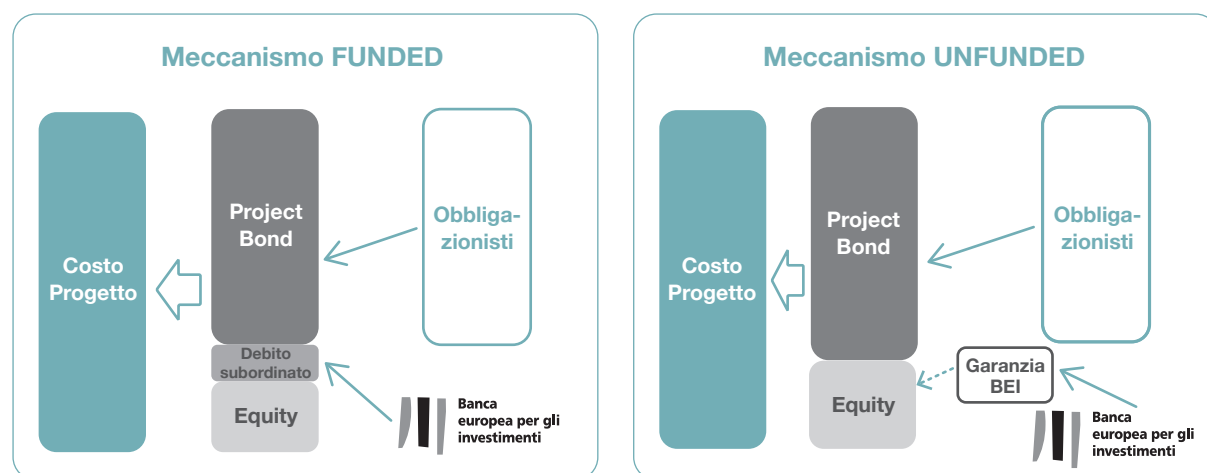 Meccanismo FUNDED
Costo
Progetto
Project
Bond
Debito
subordinato
Equity
Obbliga-
zionisti
Banca
europea per gli
investimenti
Meccanismo UNFUNDED
Costo
Progetto
Project
Bond
Equity
Obbliga-
zionisti
Garanzia
BEI
Banca
europea per gli
investimenti